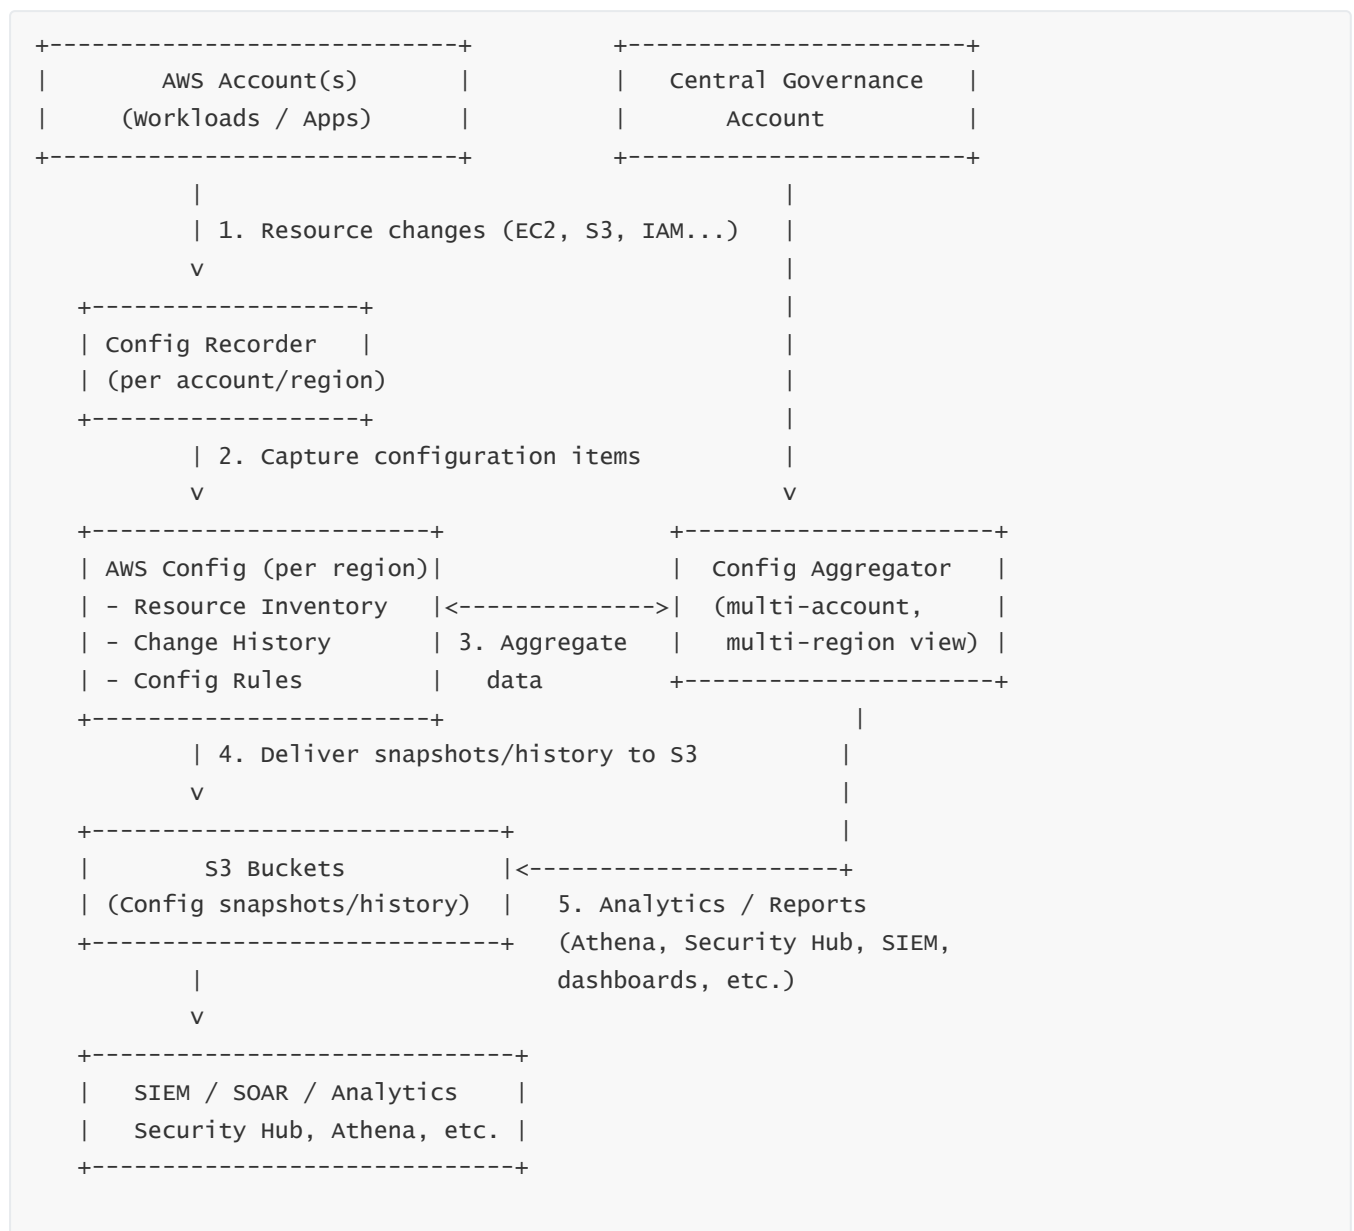 +-----------------------------+          +------------------------+
|        AWS Account(s)       |          |   Central Governance   |
|     (Workloads / Apps)      |          |       Account          |
+-----------------------------+          +------------------------+
           |                                         |
           | 1. Resource changes (EC2, S3, IAM...)   |
           v                                         |
   +-------------------+                             |
   | Config Recorder   |                             |
   | (per account/region)                            |
   +-------------------+                             |
           | 2. Capture configuration items          |
           v                                         v
   +------------------------+                +----------------------+
   | AWS Config (per region)|                |  Config Aggregator   |
   | - Resource Inventory   |<-------------->|  (multi-account,     |
   | - Change History       | 3. Aggregate   |   multi-region view) |
   | - Config Rules         |   data         +----------------------+
   +------------------------+                             |
           | 4. Deliver snapshots/history to S3          |
           v                                             |
   +-----------------------------+                       |
   |        S3 Buckets           |<----------------------+
   | (Config snapshots/history)  |   5. Analytics / Reports
   +-----------------------------+   (Athena, Security Hub, SIEM,
           |                         dashboards, etc.)
           v
   +------------------------------+
   |   SIEM / SOAR / Analytics    |
   |   Security Hub, Athena, etc. |
   +------------------------------+